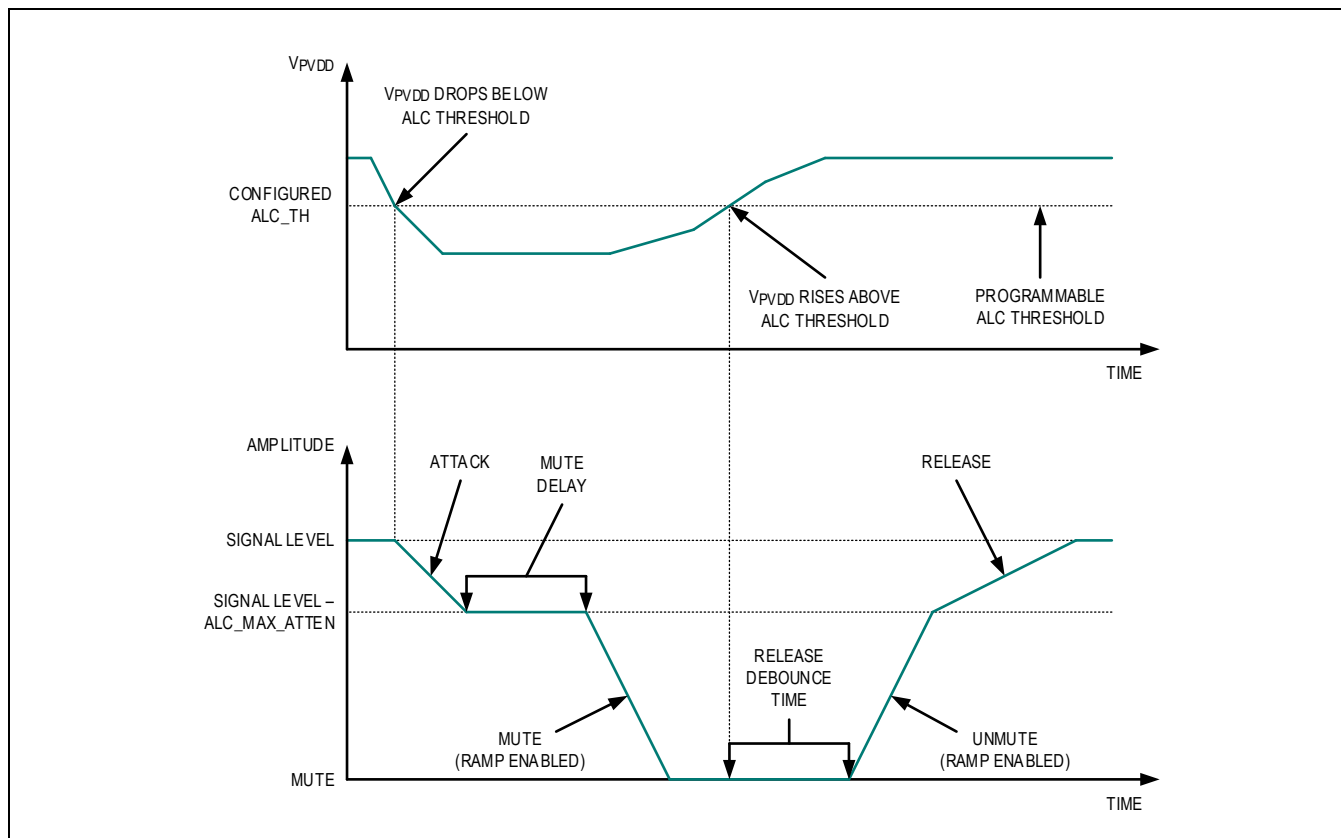 VPVDD
VPVDD DROPS BELOW
ALC THRESHOLD
CONFIGURED
ALC_TH
VPVDD RISES ABOVE
ALC THRESHOLD
PROGRAMMABLE
ALC THRESHOLD
TIME
AMPLITUDE
ATTACK
MUTE
DELAY
RELEASE
SIGNAL LEVEL
SIGNAL LEVEL –
ALC_MAX_ATTEN
RELEASE
DEBOUNCE
TIME
MUTE
(RAMP ENABLED)
UNMUTE
(RAMP ENABLED)
MUTE
TIME